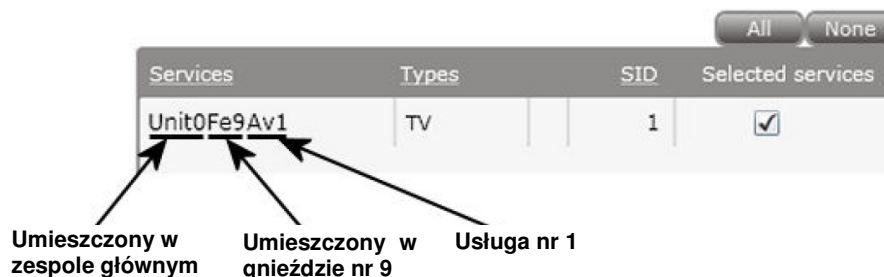 All None
Services Types SID Selected services
Unit0Fe9Av1 TV 1
Umieszczony w zespole głównym
Umieszczony w gnieździe nr 9
Usługa nr 1